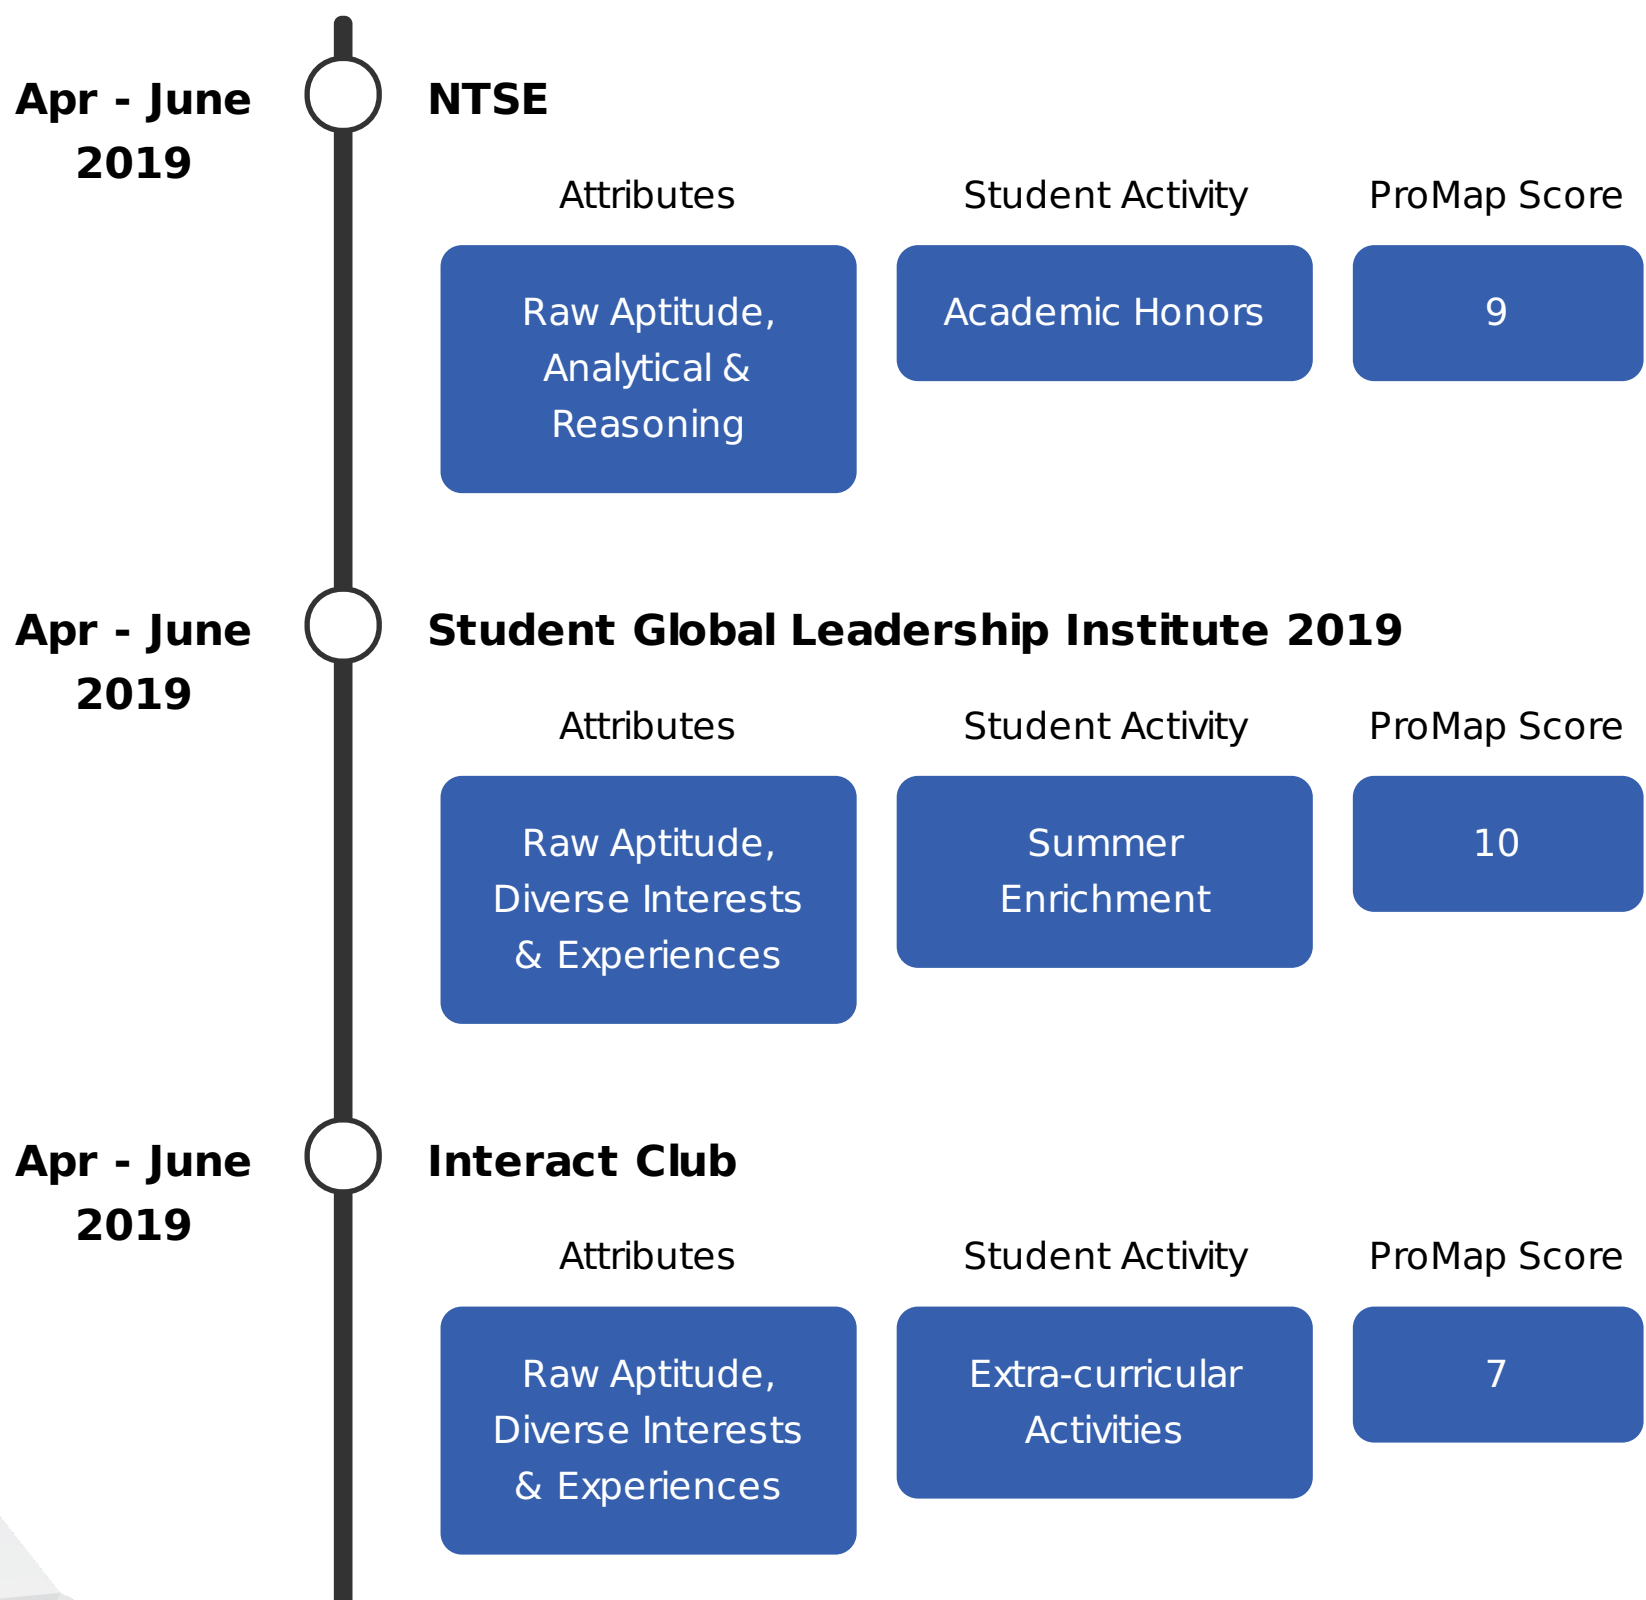 Apr - June
2019
NTSE
Attributes
Student Activity
ProMap Score
Raw Aptitude,
Analytical &
Reasoning
Academic Honors
9
Apr - June
2019
Student Global Leadership Institute 2019
Attributes
Student Activity
ProMap Score
Raw Aptitude,
Diverse Interests
& Experiences
Summer
Enrichment
10
Apr - June
2019
Interact Club
Attributes
Student Activity
ProMap Score
Raw Aptitude,
Diverse Interests
& Experiences
Extra-curricular
Activities
7